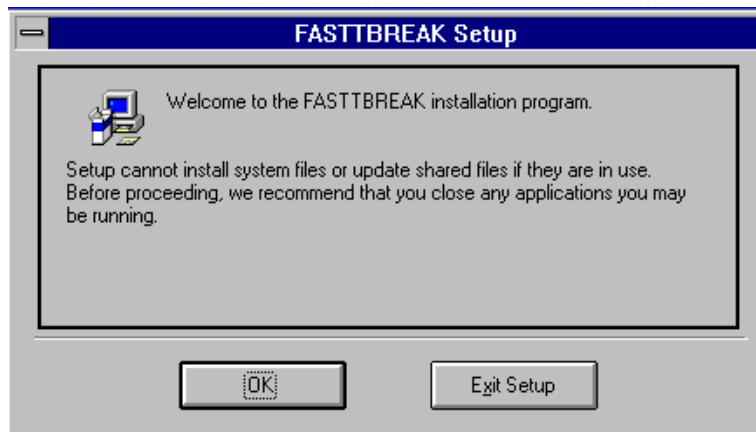 FASTTBREAK Setup
Welcome to the FASTTBREAK installation program.
Setup cannot install system files or update shared files if they are in use.
Before proceeding, we recommend that you close any applications you may
be running.
OK
Exit Setup